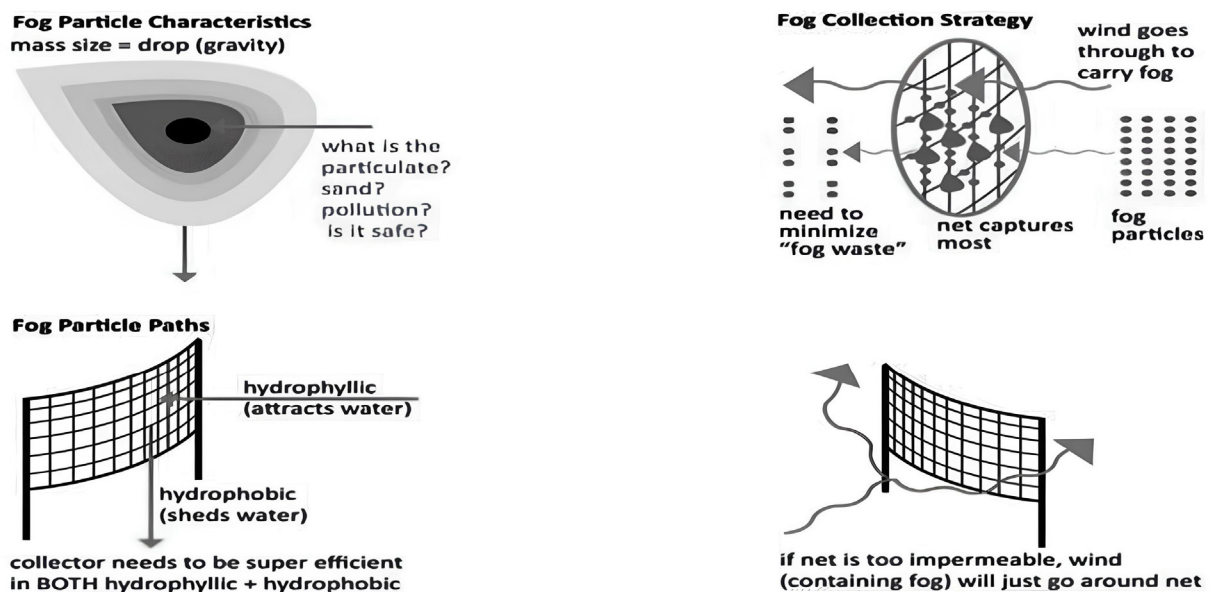 Fog Particle Characteristics
mass size = drop (gravity)
what is the
particulate?
sand?
pollution?
is it safe?
Fog Collection Strategy
wind goes
through to
carry fog
need to
minimize
"fog waste"
net captures
most
fog
particles
Fog Particle Paths
hydrophyllic
(attracts water)
hydrophobic
(sheds water)
collector needs to be super efficient
in BOTH hydrophyllic + hydrophobic
if net is too impermeable, wind
(containing fog) will just go around net